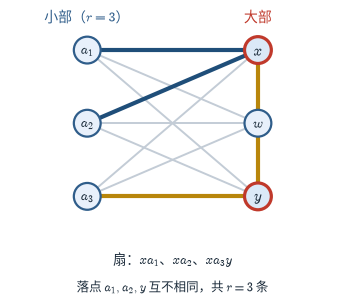 小部（r = 3） 大部
a₁ x
a₂ w
a₃ y
扇：xa₁、xa₂、xa₃y
落点 a₁, a₂, y 互不相同，共 r = 3 条